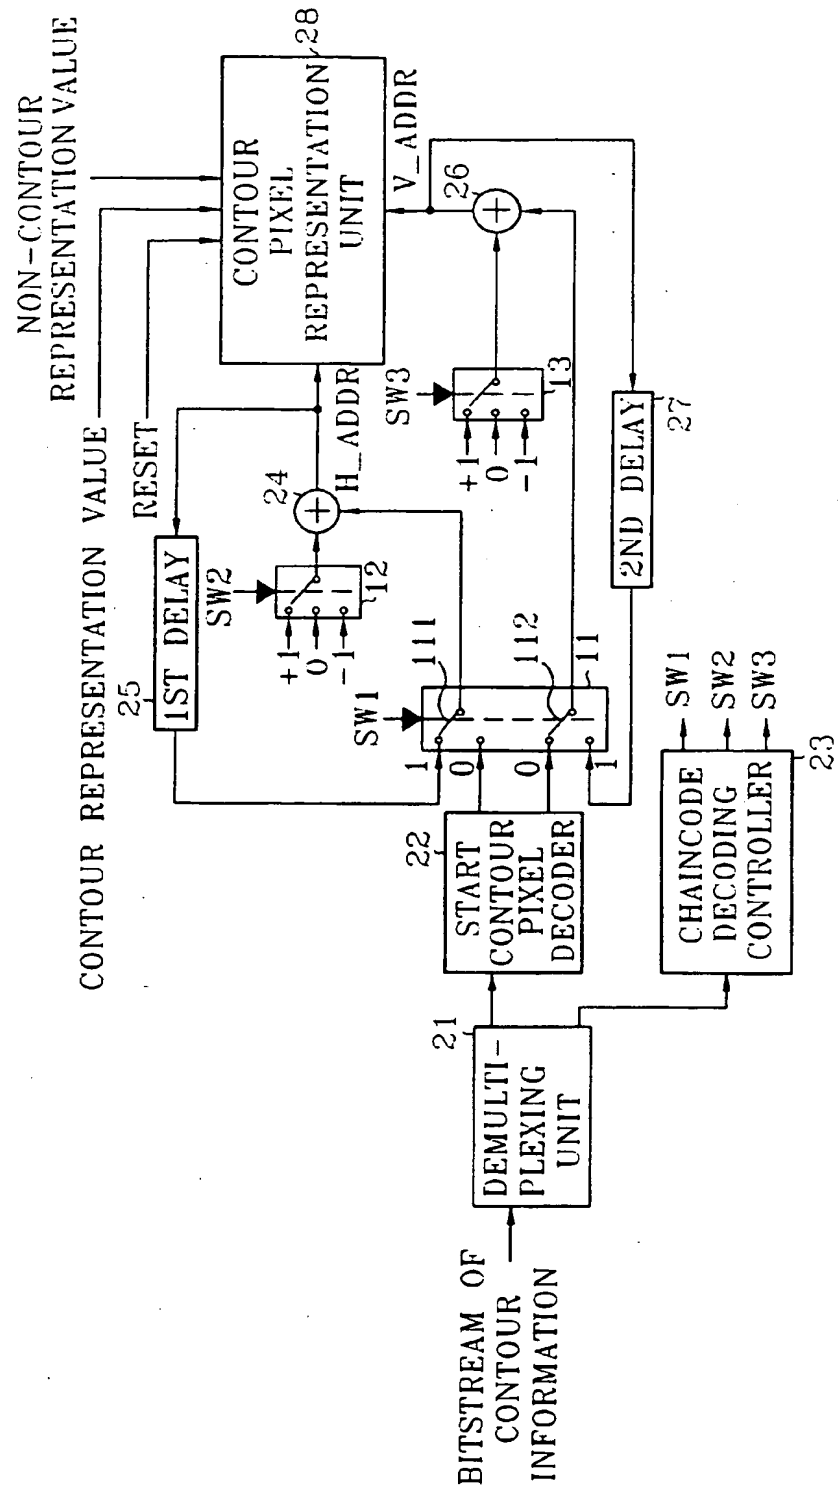 BITSTREAM OF
CONTOUR
INFORMATION
21
DEMULTI-
PLEXING
UNIT
22
START
CONTOUR
PIXEL
DECODER
CHAINCODE
DECODING
CONTROLLER
23
SW1
SW2
SW3
25
1ST DELAY
SW1
1
0
0
1
111
112
11
SW2
+1
0
-1
12
24
H_ADDR
SW3
+1
0
-1
13
26
V_ADDR
2ND DELAY
27
CONTOUR REPRESENTATION VALUE
RESET
NON-CONTOUR
REPRESENTATION VALUE
CONTOUR
PIXEL
REPRESENTATION
UNIT
28